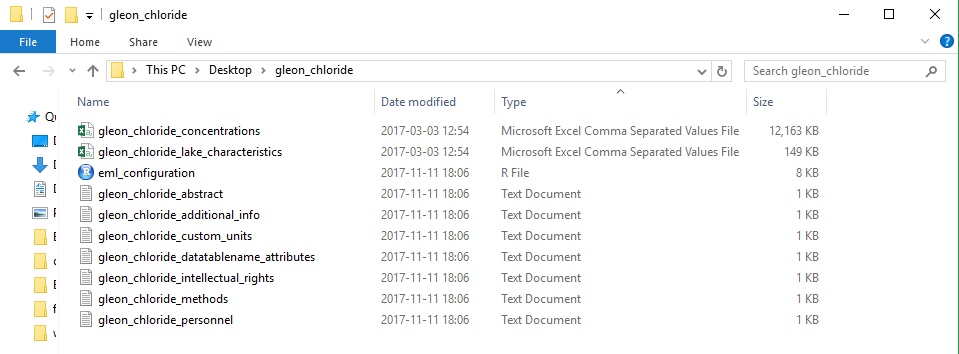 gleon_chloride
File Home Share View
This PC Desktop gleon_chloride Search gleon_chloride
Name Date modified Type Size
gleon_chloride_concentrations 2017-03-03 12:54 Microsoft Excel Comma Separated Values File 12,163 KB
gleon_chloride_lake_characteristics 2017-03-03 12:54 Microsoft Excel Comma Separated Values File 149 KB
eml_configuration 2017-11-11 18:06 R File 8 KB
gleon_chloride_abstract 2017-11-11 18:06 Text Document 1 KB
gleon_chloride_additional_info 2017-11-11 18:06 Text Document 1 KB
gleon_chloride_custom_units 2017-11-11 18:06 Text Document 1 KB
gleon_chloride_datatablename_attributes 2017-11-11 18:06 Text Document 1 KB
gleon_chloride_intellectual_rights 2017-11-11 18:06 Text Document 1 KB
gleon_chloride_methods 2017-11-11 18:06 Text Document 1 KB
gleon_chloride_personnel 2017-11-11 18:06 Text Document 1 KB